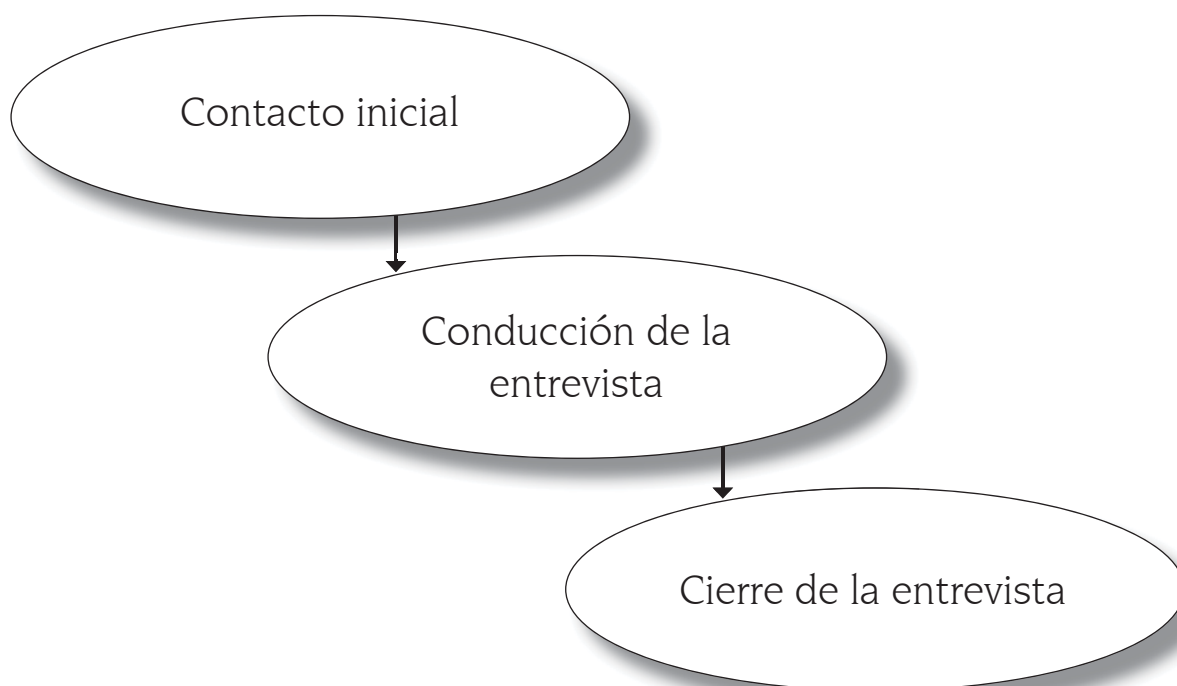 Contacto inicial
Conducción de la
entrevista
Cierre de la entrevista